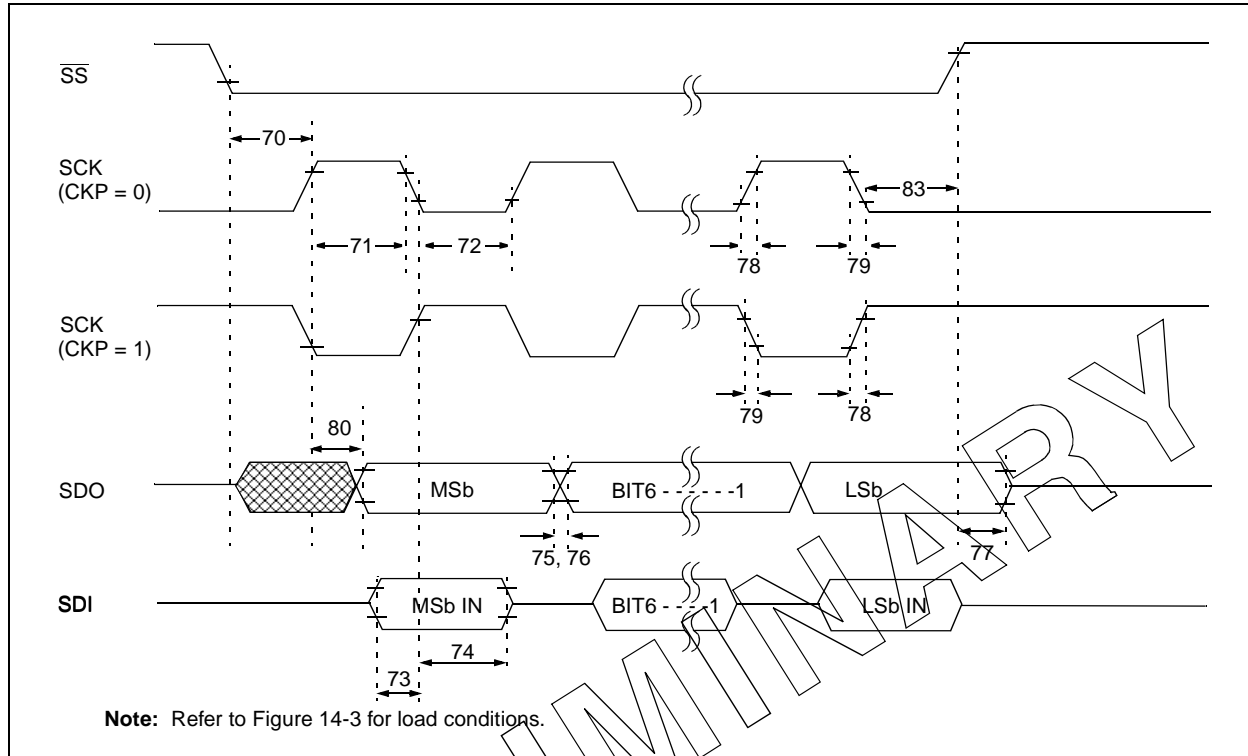 SS
70
SCK
(CKP = 0)
83
71
72
78
79
SCK
(CKP = 1)
79
78
80
SDO
MSb
BIT6 - - - - - -1
LSb
75, 76
77
SDI
MSb IN
BIT6 - - - -1
LSb IN
74
73
Note: Refer to Figure 14-3 for load conditions.
IMINARY